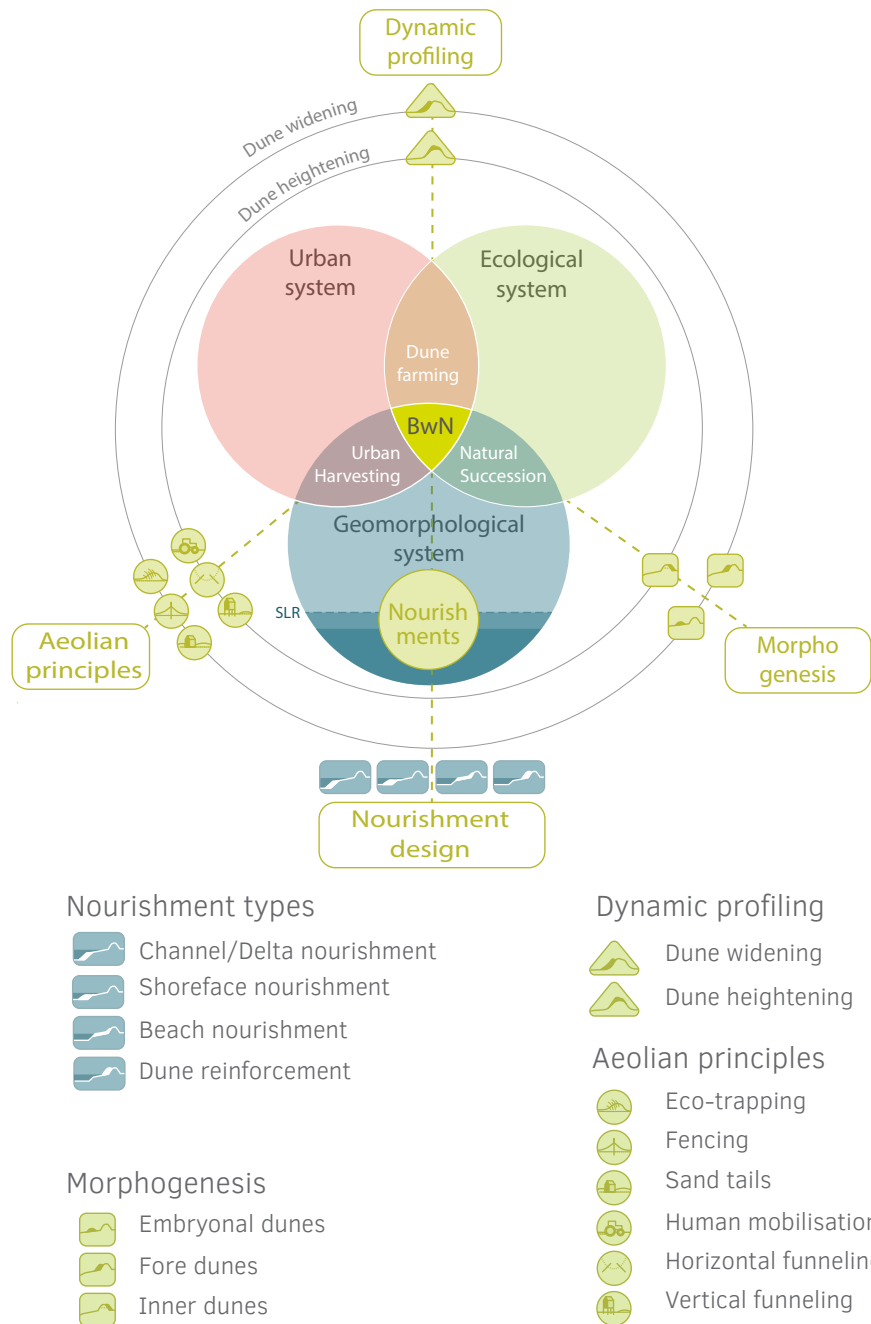 Dynamic
profiling
Dune widening
Dune heightening
Urban
system
Ecological
system
Dune
farming
BwN
Urban
Harvesting
Natural
Succession
Geomorphological
system
SLR
Nourish
ments
Aeolian
principles
Morpho
genesis
Nourishment
design
Nourishment types
Channel/Delta nourishment
Shoreface nourishment
Beach nourishment
Dune reinforcement
Morphogenesis
Embryonal dunes
Fore dunes
Inner dunes
Dynamic profiling
Dune widening
Dune heightening
Aeolian principles
Eco-trapping
Fencing
Sand tails
Human mobilisation
Horizontal funneling
Vertical funneling